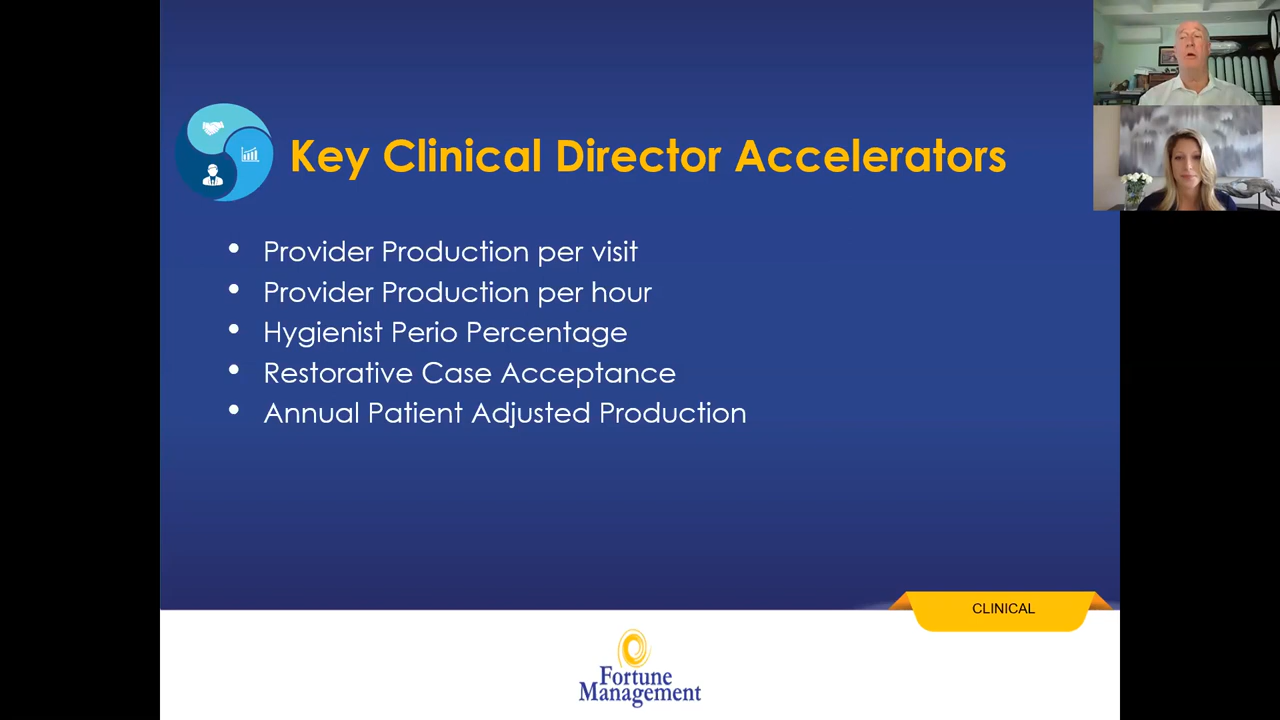 Key Clinical Director Accelerators
• Provider Production per visit
• Provider Production per hour
• Hygienist Perio Percentage
• Restorative Case Acceptance
• Annual Patient Adjusted Production
CLINICAL
Fortune
Management